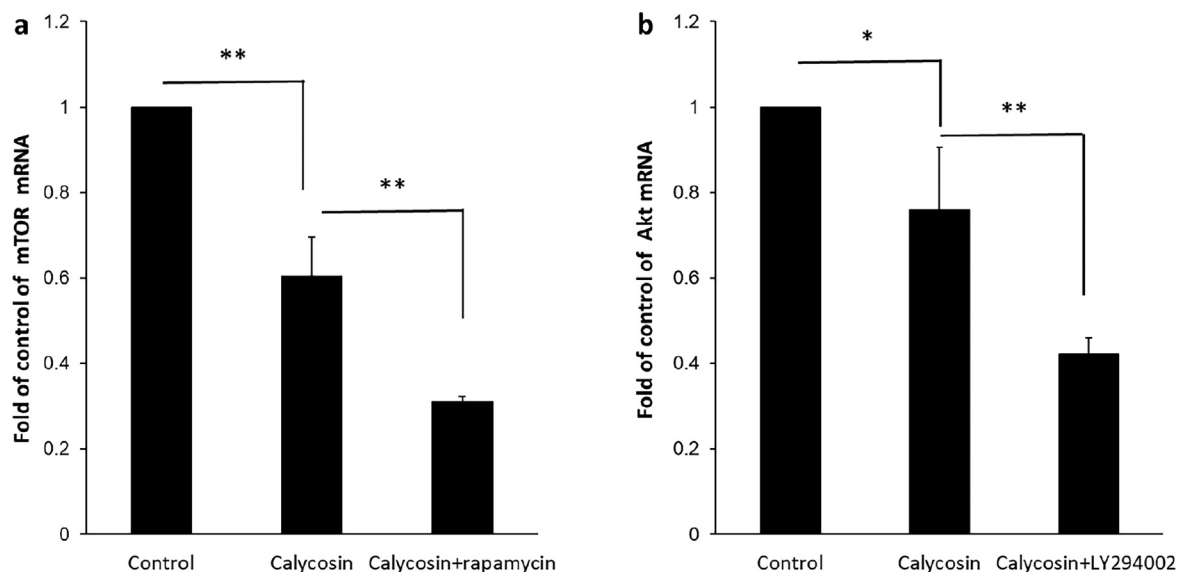 a
Fold of control of mTOR mRNA
1.2
1
0.8
0.6
0.4
0.2
0
**
**
Control
Calycosin
Calycosin+rapamycin
b
Fold of control of Akt mRNA
1.2
1
0.8
0.6
0.4
0.2
0
*
**
Control
Calycosin
Calycosin+LY294002